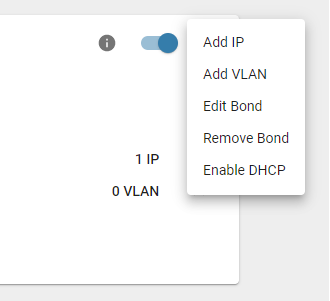 Add IP
Add VLAN
Edit Bond
Remove Bond
Enable DHCP
1 IP
0 VLAN